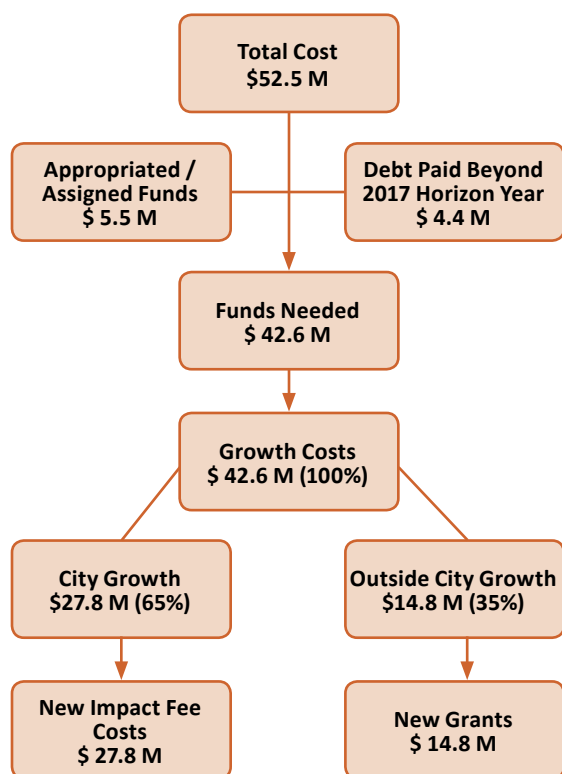 Total Cost
$52.5 M
Appropriated /
Assigned Funds
$ 5.5 M
Debt Paid Beyond
2017 Horizon Year
$ 4.4 M
Funds Needed
$ 42.6 M
Growth Costs
$ 42.6 M (100%)
City Growth
$27.8 M (65%)
Outside City Growth
$14.8 M (35%)
New Impact Fee
Costs
$ 27.8 M
New Grants
$ 14.8 M